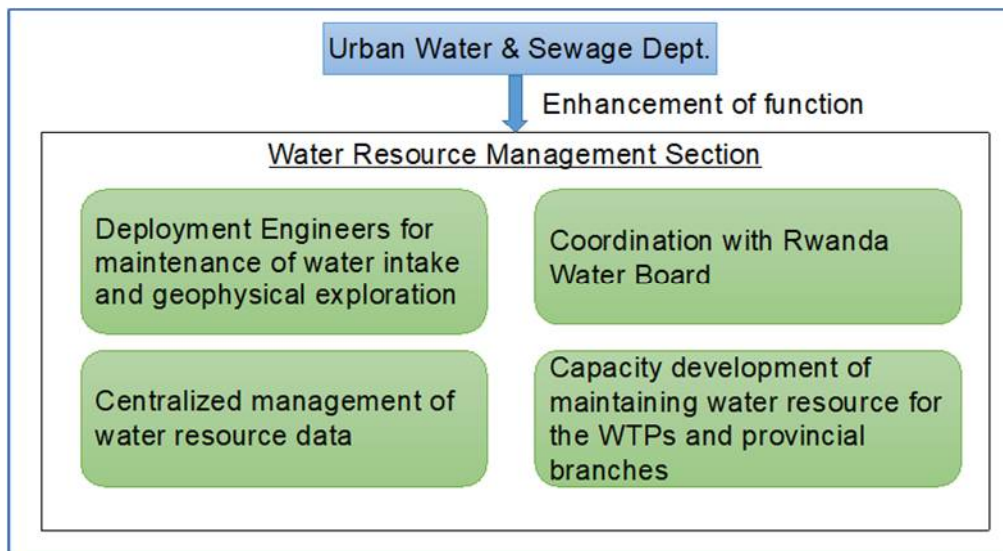 Urban Water & Sewage Dept.
Enhancement of function
Water Resource Management Section
Deployment Engineers for
maintenance of water intake
and geophysical exploration
Coordination with Rwanda
Water Board
Centralized management of
water resource data
Capacity development of
maintaining water resource for
the WTPs and provincial
branches